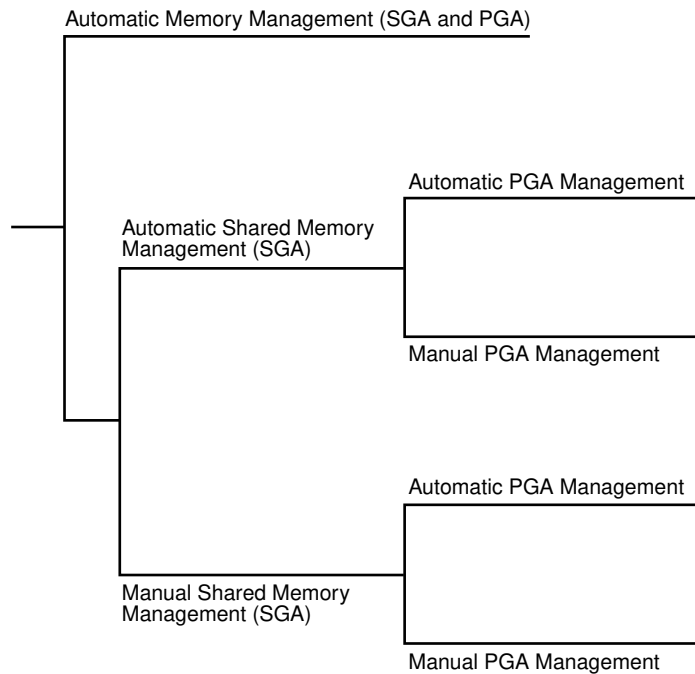 Automatic Memory Management (SGA and PGA)
Automatic PGA Management
Automatic Shared Memory
Management (SGA)
Manual PGA Management
Automatic PGA Management
Manual Shared Memory
Management (SGA)
Manual PGA Management